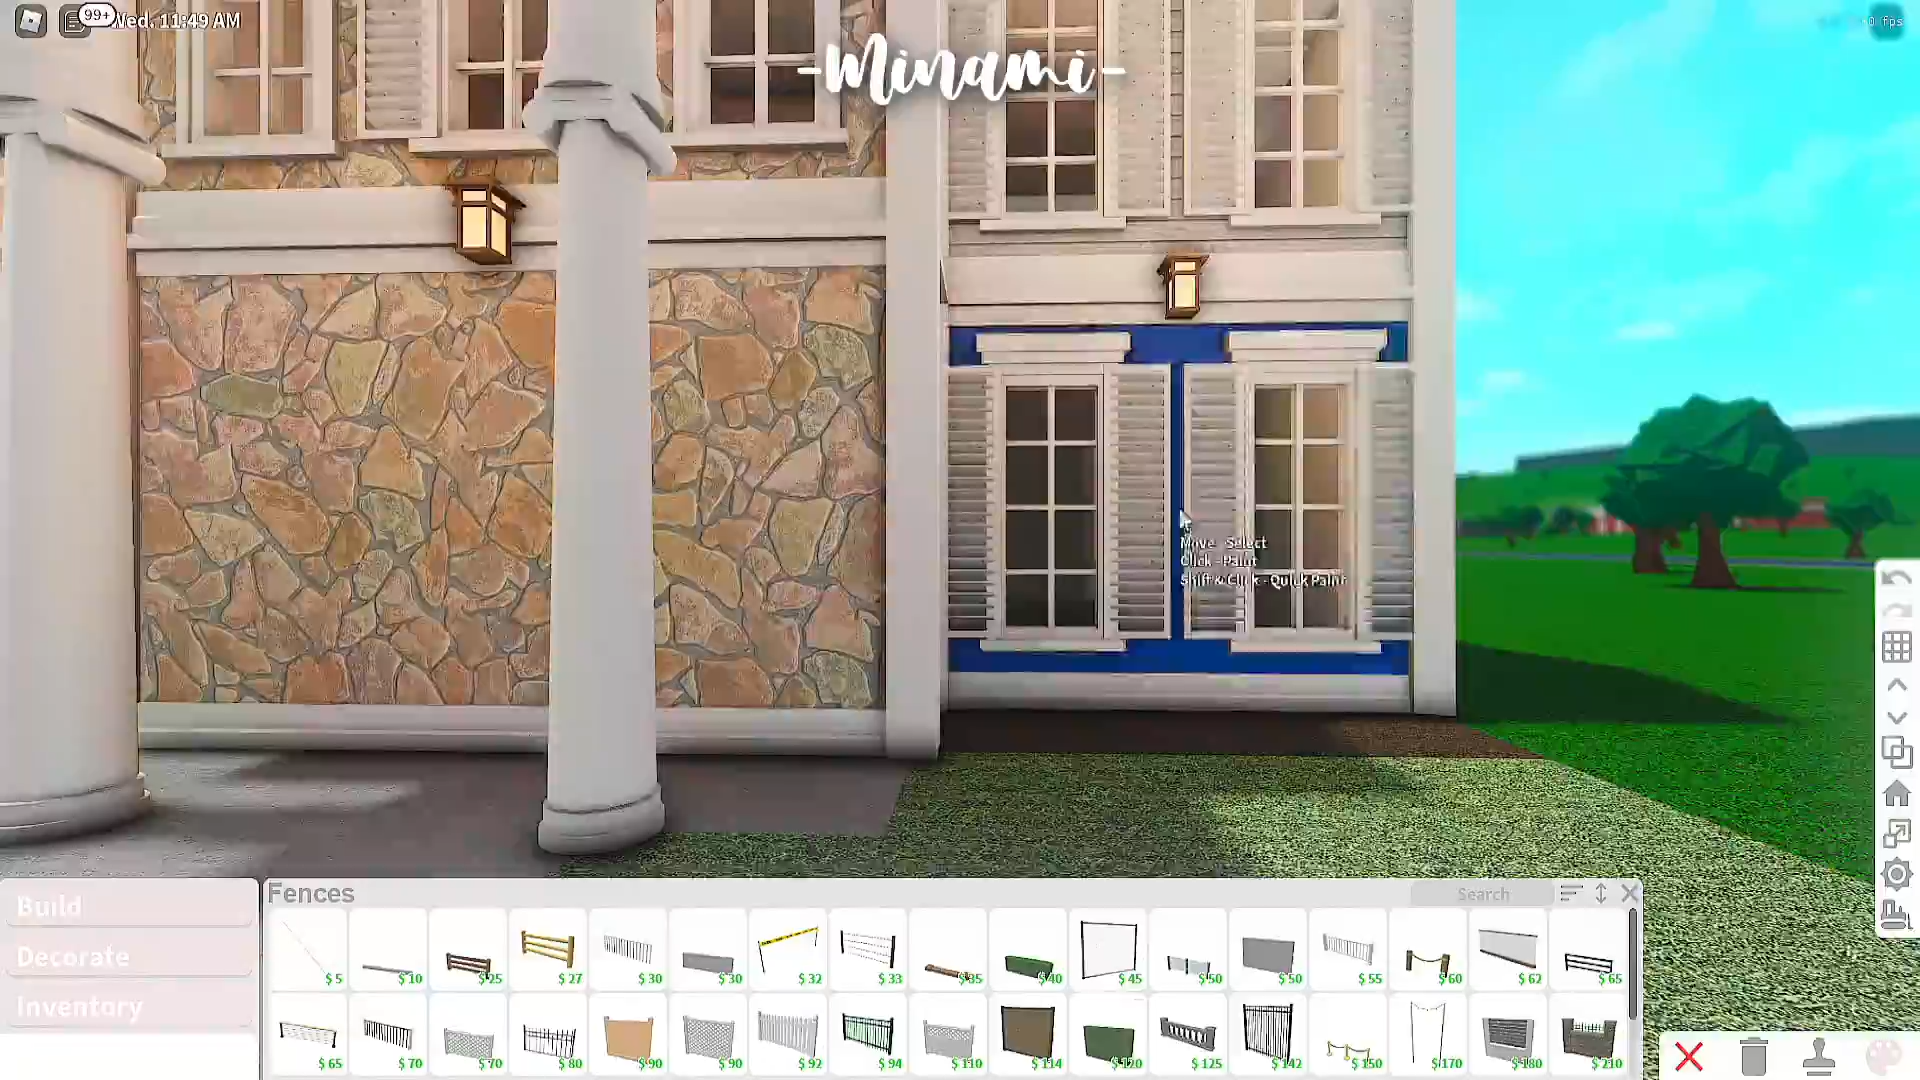 99+
Wed. 11:49 AM
fps
-Minami-
Move - Select
Click - Paint
Shift & Click - Quick Paint
Build
Decorate
Inventory
Fences
Search
$ 5 $ 10 $ 25 $ 27 $ 30 $ 30 $ 32 $ 33 $ 35 $ 40 $ 45 $ 50 $ 50 $ 55 $ 60 $ 62 $ 65
$ 65 $ 70 $ 70 $ 80 $ 90 $ 90 $ 92 $ 94 $ 110 $ 114 $ 120 $ 125 $ 142 $ 150 $ 170 $ 180 $ 210